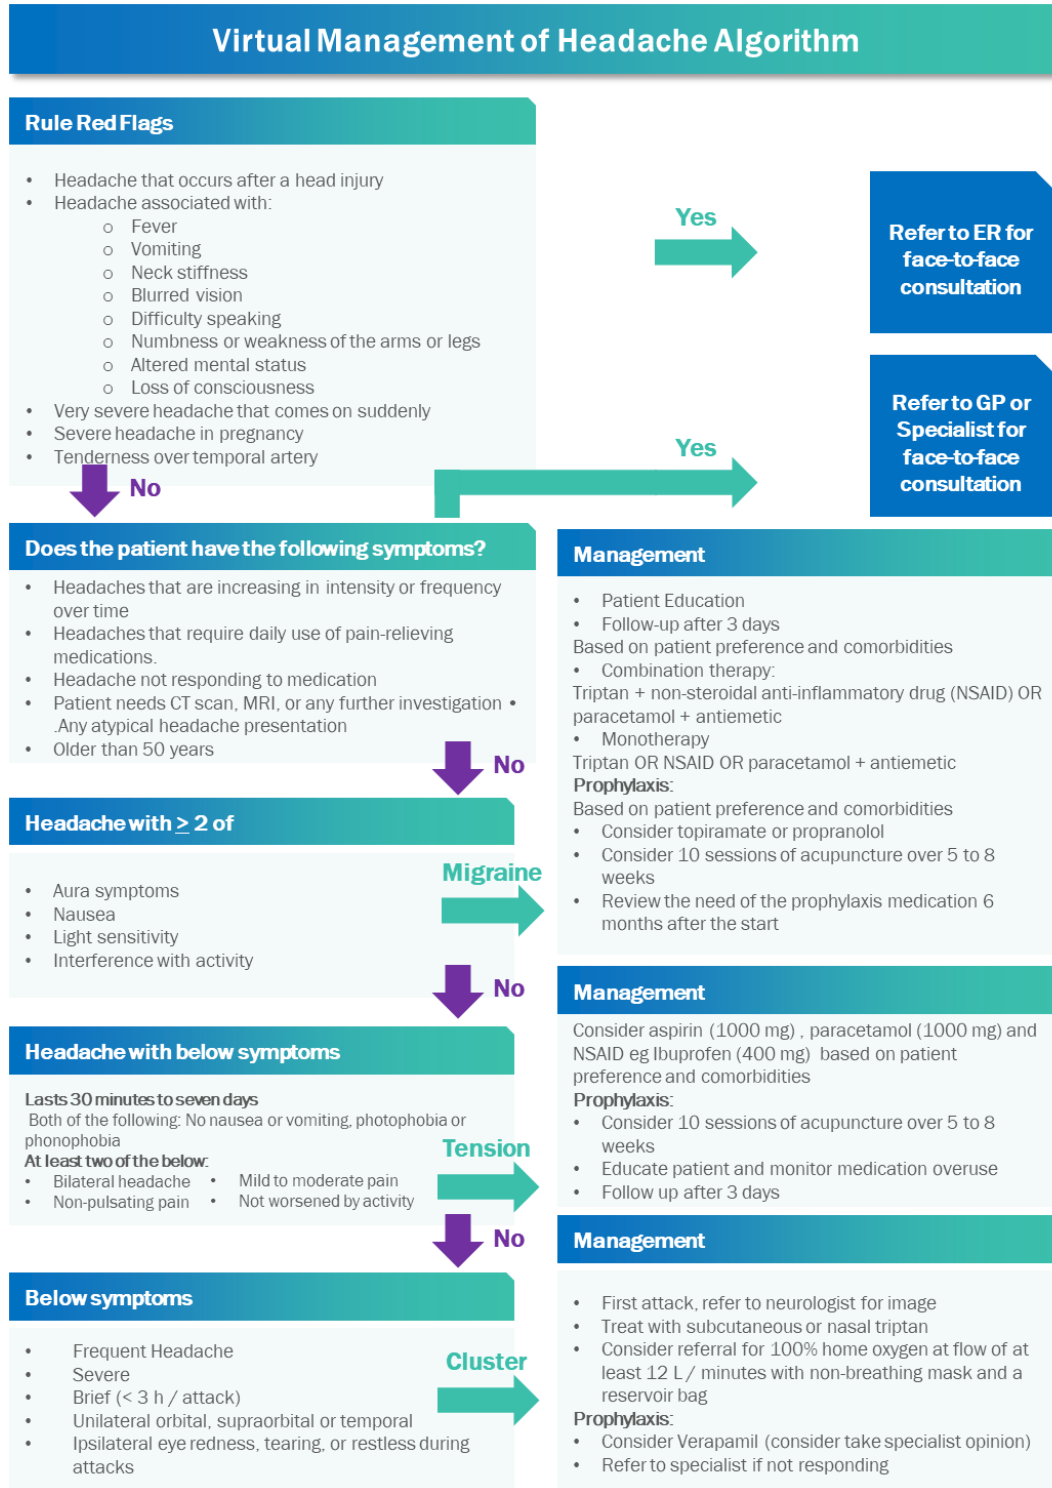 Virtual Management of Headache Algorithm
Rule Red Flags
• Headache that occurs after a head injury
• Headache associated with:
o Fever
o Vomiting
o Neck stiffness
o Blurred vision
o Difficulty speaking
o Numbness or weakness of the arms or legs
o Altered mental status
o Loss of consciousness
• Very severe headache that comes on suddenly
• Severe headache in pregnancy
• Tenderness over temporal artery
Yes
Refer to ER for
face-to-face
consultation
Yes
Refer to GP or
Specialist for
face-to-face
consultation
No
Does the patient have the following symptoms?
• Headaches that are increasing in intensity or frequency
over time
• Headaches that require daily use of pain-relieving
medications.
• Headache not responding to medication
• Patient needs CT scan, MRI, or any further investigation •
.Any atypical headache presentation
• Older than 50 years
No
Headache with ≥ 2 of
• Aura symptoms
• Nausea
• Light sensitivity
• Interference with activity
Migraine
Management
• Patient Education
• Follow-up after 3 days
Based on patient preference and comorbidities
• Combination therapy:
Triptan + non-steroidal anti-inflammatory drug (NSAID) OR
paracetamol + antiemetic
• Monotherapy
Triptan OR NSAID OR paracetamol + antiemetic
Prophylaxis:
Based on patient preference and comorbidities
• Consider topiramate or propranolol
• Consider 10 sessions of acupuncture over 5 to 8
weeks
• Review the need of the prophylaxis medication 6
months after the start
No
Headache with below symptoms
Lasts 30 minutes to seven days
Both of the following: No nausea or vomiting, photophobia or
phonophobia
At least two of the below:
• Bilateral headache • Mild to moderate pain
• Non-pulsating pain • Not worsened by activity
Tension
Management
Consider aspirin (1000 mg) , paracetamol (1000 mg) and
NSAID eg Ibuprofen (400 mg) based on patient
preference and comorbidities
Prophylaxis:
• Consider 10 sessions of acupuncture over 5 to 8
weeks
• Educate patient and monitor medication overuse
• Follow up after 3 days
No
Below symptoms
• Frequent Headache
• Severe
• Brief (< 3 h / attack)
• Unilateral orbital, supraorbital or temporal
• Ipsilateral eye redness, tearing, or restless during
attacks
Cluster
Management
• First attack, refer to neurologist for image
• Treat with subcutaneous or nasal triptan
• Consider referral for 100% home oxygen at flow of at
least 12 L / minutes with non-breathing mask and a
reservoir bag
Prophylaxis:
• Consider Verapamil (consider take specialist opinion)
• Refer to specialist if not responding